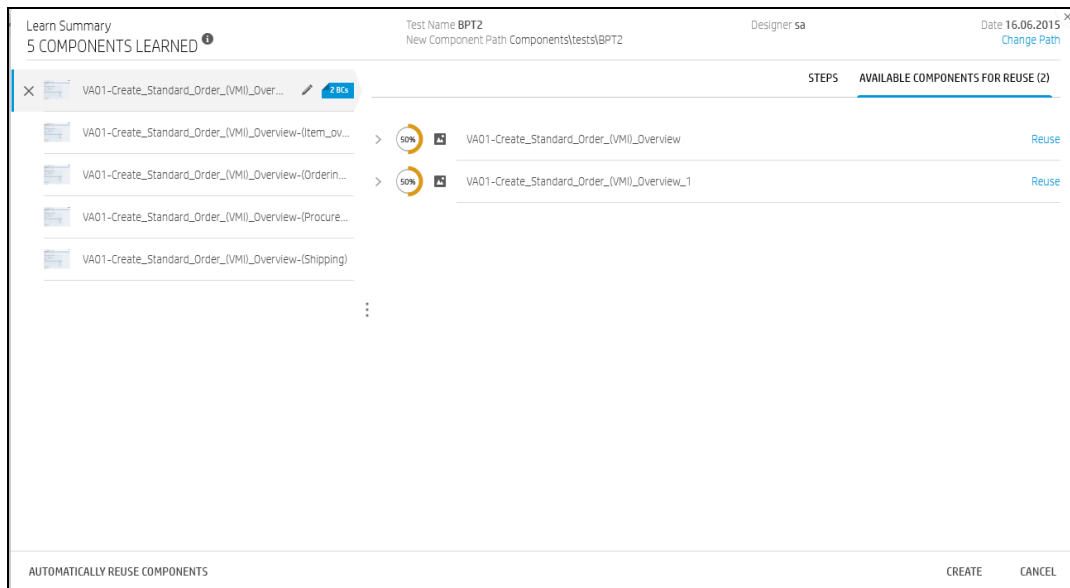 Learn Summary
5 COMPONENTS LEARNED
Test Name BPT2
New Component Path Components\tests\BPT2
Designer sa
Date 16.06.2015
Change Path
VA01-Create_Standard_Order_(VMI)_Over...
2 BCs
VA01-Create_Standard_Order_(VMI)_Overview-(Item_ov...
VA01-Create_Standard_Order_(VMI)_Overview-(Orderin...
VA01-Create_Standard_Order_(VMI)_Overview-(Procure...
VA01-Create_Standard_Order_(VMI)_Overview-(Shipping)
STEPS AVAILABLE COMPONENTS FOR REUSE (2)
50% VA01-Create_Standard_Order_(VMI)_Overview Reuse
50% VA01-Create_Standard_Order_(VMI)_Overview_1 Reuse
AUTOMATICALLY REUSE COMPONENTS CREATE CANCEL